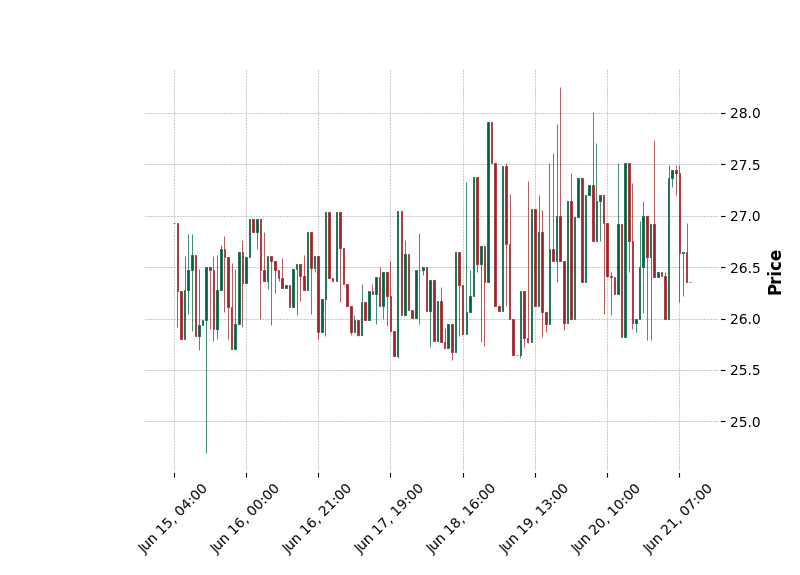 28.0
27.5
27.0
26.5
26.0
25.5
25.0
Price
Jun 15, 04:00
Jun 16, 00:00
Jun 16, 21:00
Jun 17, 19:00
Jun 18, 16:00
Jun 19, 13:00
Jun 20, 10:00
Jun 21, 07:00